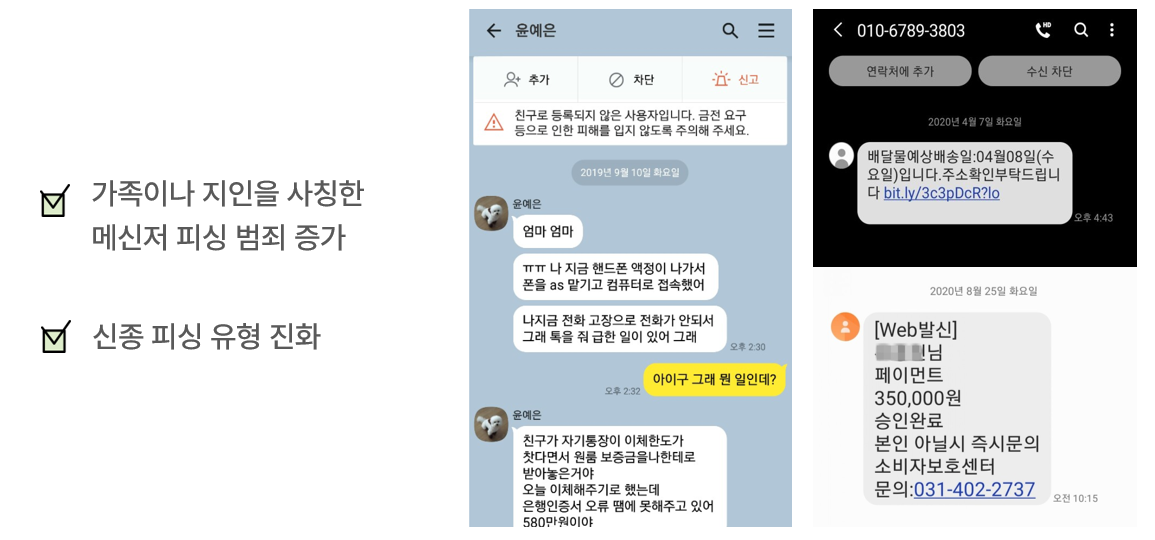 가족이나 지인을 사칭한
메신저 피싱 범죄 증가
신종 피싱 유형 진화
윤예은
추가
차단
신고
친구로 등록되지 않은 사용자입니다. 금전 요구
등으로 인한 피해를 입지 않도록 주의해 주세요.
2019년 9월 10일 화요일
윤예은
엄마 엄마
ㅠㅠ 나 지금 핸드폰 액정이 나가서
폰을 as 맡기고 컴퓨터로 접속했어
나지금 전화 고장으로 전화가 안되서
그래 톡을 줘 급한 일이 있어 그래
오후 2:30
아이구 그래 뭔 일인데?
오후 2:32
윤예은
친구가 자기통장이 이체한도가
찻다면서 원룸 보증금을나한테로
받아놓은거야
오늘 이체해주기로 했는데
은행인증서 오류 땜에 못해주고 있어
580만원이야
010-6789-3803
HD
연락처에 추가
수신 차단
2020년 4월 7일 화요일
배달물예상배송일:04월08일(수
요일)입니다.주소확인부탁드립니
다 bit.ly/3c3pDcR?lo
오후 4:43
2020년 8월 25일 화요일
[Web발신]
님
페이먼트
350,000원
승인완료
본인 아닐시 즉시문의
소비자보호센터
문의:031-402-2737
오전 10:15